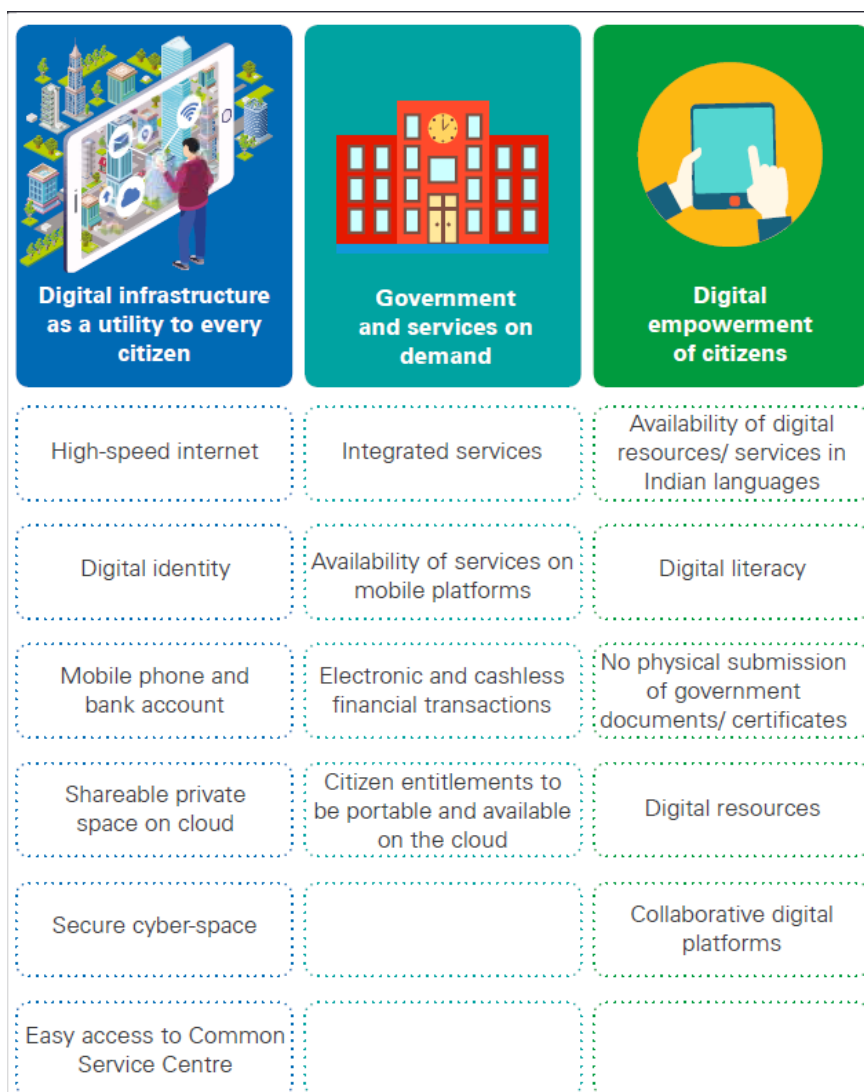 Digital infrastructure
as a utility to every
citizen
Government
and services on
demand
Digital
empowerment
of citizens
High-speed internet
Integrated services
Availability of digital
resources/ services in
Indian languages
Digital identity
Availability of services on
mobile platforms
Digital literacy
Mobile phone and
bank account
Electronic and cashless
financial transactions
No physical submission
of government
documents/ certificates
Shareable private
space on cloud
Citizen entitlements to
be portable and available
on the cloud
Digital resources
Secure cyber-space
Collaborative digital
platforms
Easy access to Common
Service Centre